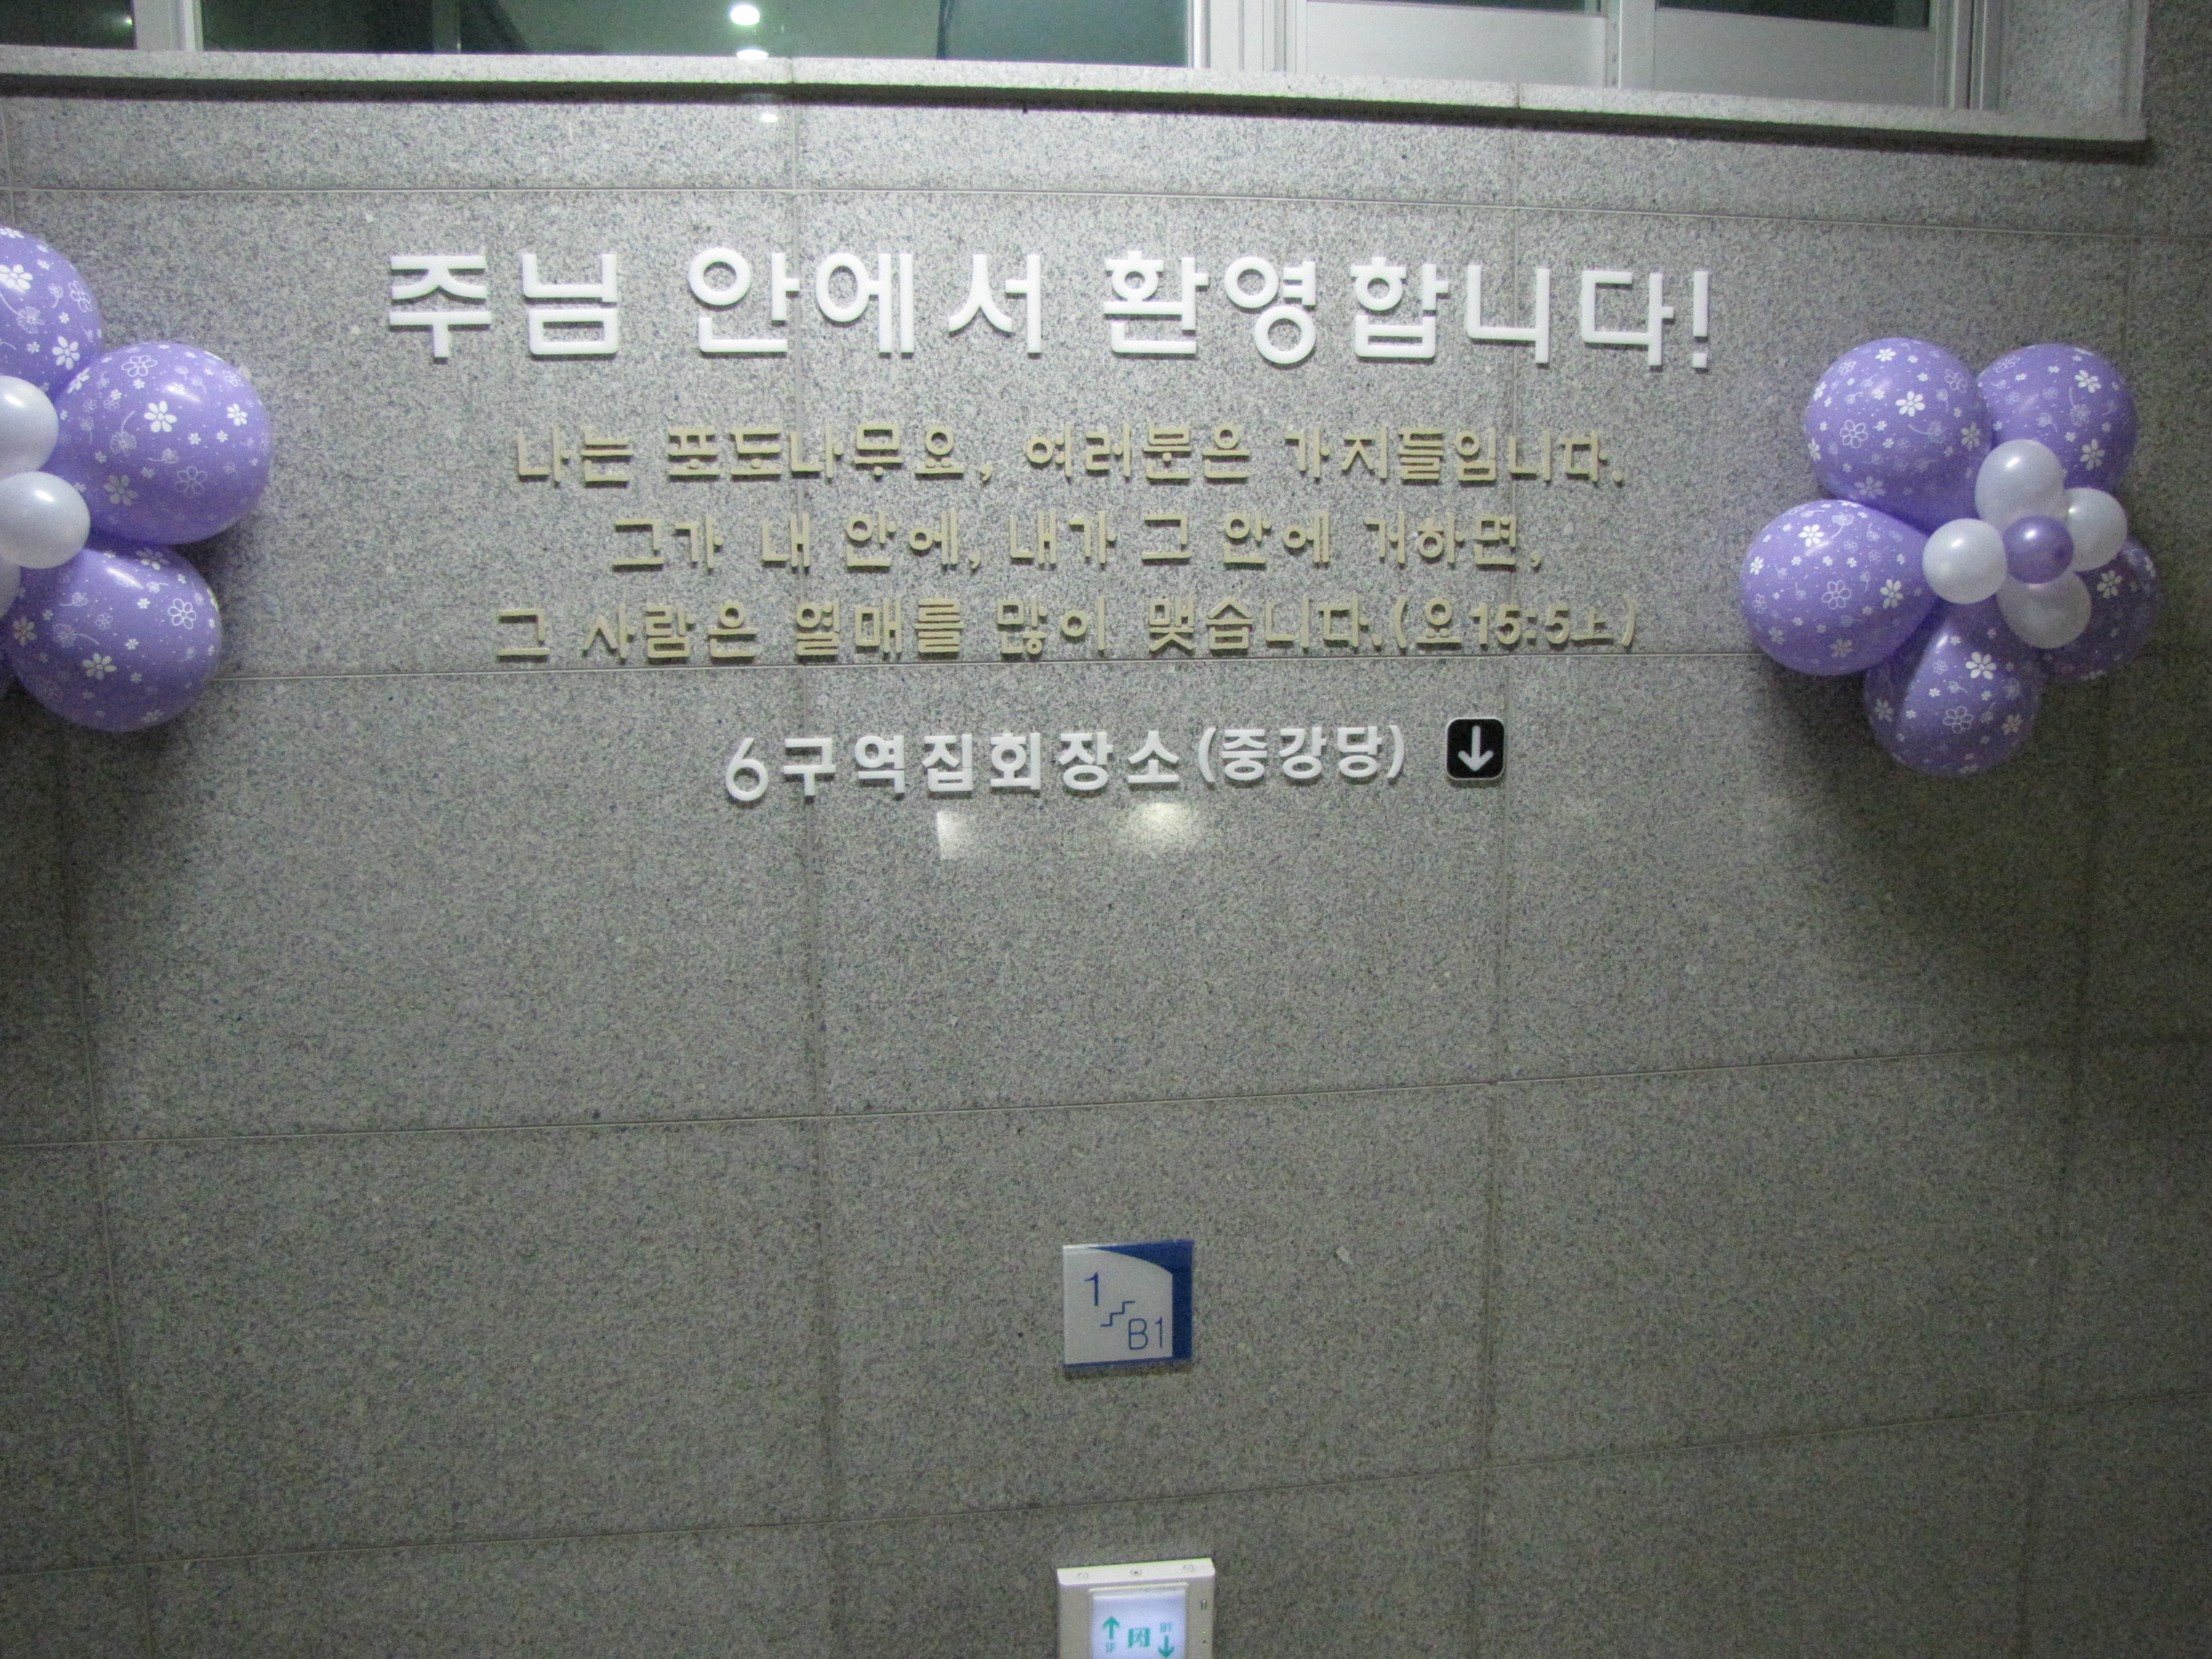 주님 안에서 환영합니다!
나는 포도나무요, 여러분은 가지들입니다.
그가 내 안에, 내가 그 안에 거하면,
그 사람은 열매를 많이 맺습니다.(요15:5上)
6구역집회장소(중강당) ↓
1
B1
↑ ↓
1F B1